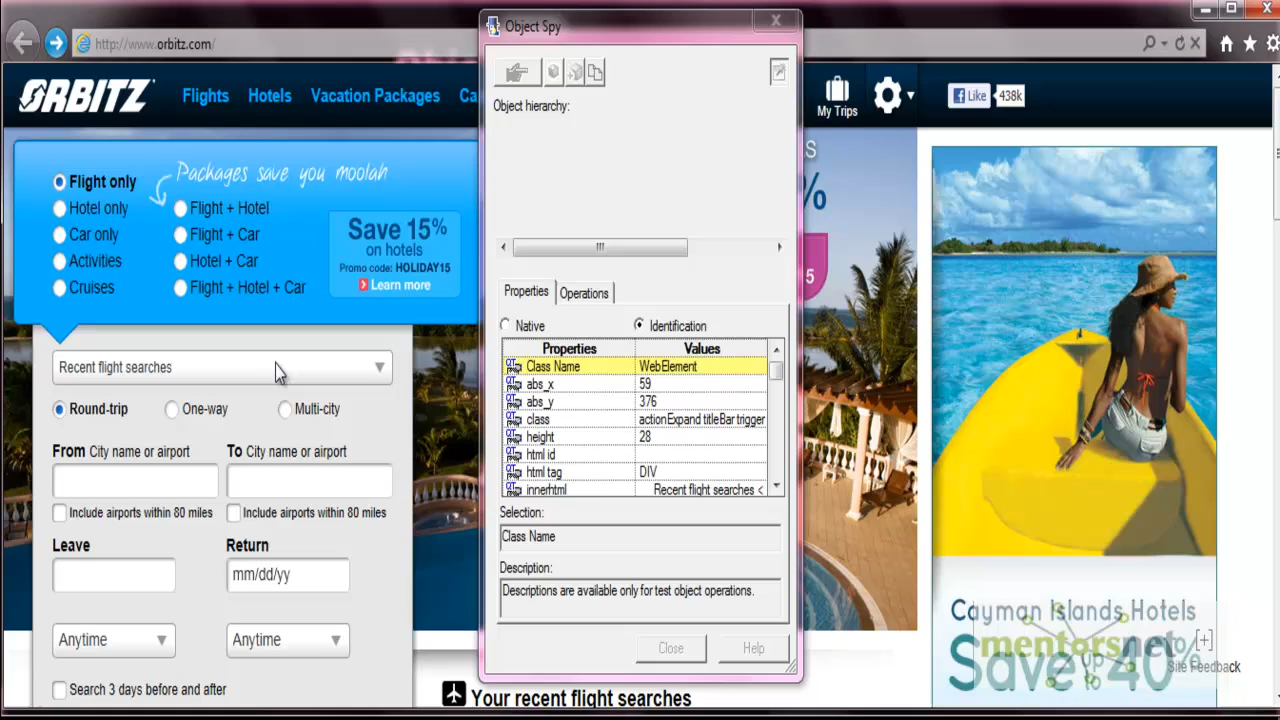 Object Spy
http://www.orbitz.com/
ORBITZ
Flights
Hotels
Vacation Packages
Ca
My Trips
Like
438k
Packages save you moolah
Flight only
Hotel only
Flight + Hotel
Car only
Flight + Car
Activities
Hotel + Car
Cruises
Flight + Hotel + Car
Save 15%
on hotels
Promo code: HOLIDAY15
Learn more
Recent flight searches
Round-trip
One-way
Multi-city
From City name or airport
To City name or airport
Include airports within 80 miles
Include airports within 80 miles
Leave
Return
mm/dd/yy
Anytime
Anytime
Search 3 days before and after
Object hierarchy:
Properties
Operations
Native
Identification
Properties
Values
Class Name
WebElement
abs_x
59
abs_y
376
class
actionExpand titleBar trigger
height
28
html id
html tag
DIV
innerhtml
Recent flight searches <
Selection:
Class Name
Description:
Descriptions are available only for test object operations.
Close
Help
S
%
5
Your recent flight searches
Cayman Islands Hotels
mentorsnet
Save up to 40%
[+]
Site Feedback